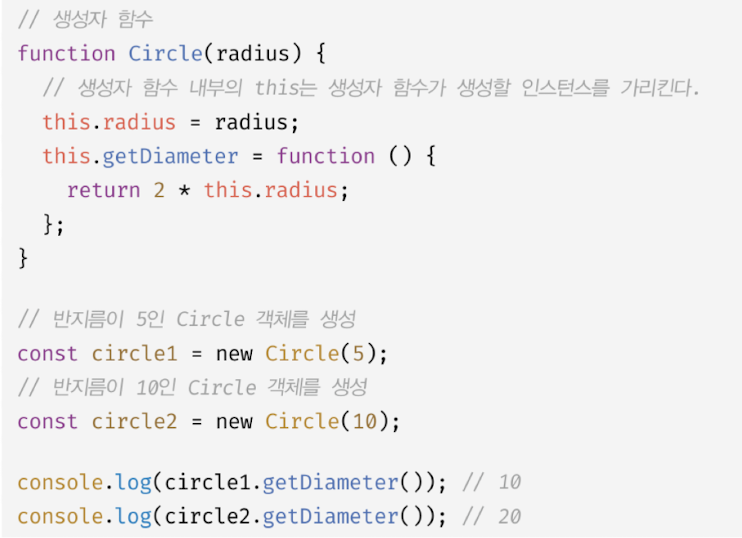 // 생성자 함수
function Circle(radius) {
// 생성자 함수 내부의 this는 생성자 함수가 생성할 인스턴스를 가리킨다.
this.radius = radius;
this.getDiameter = function () {
return 2 * this.radius;
};
}
// 반지름이 5인 Circle 객체를 생성
const circle1 = new Circle(5);
// 반지름이 10인 Circle 객체를 생성
const circle2 = new Circle(10);
console.log(circle1.getDiameter()); // 10
console.log(circle2.getDiameter()); // 20